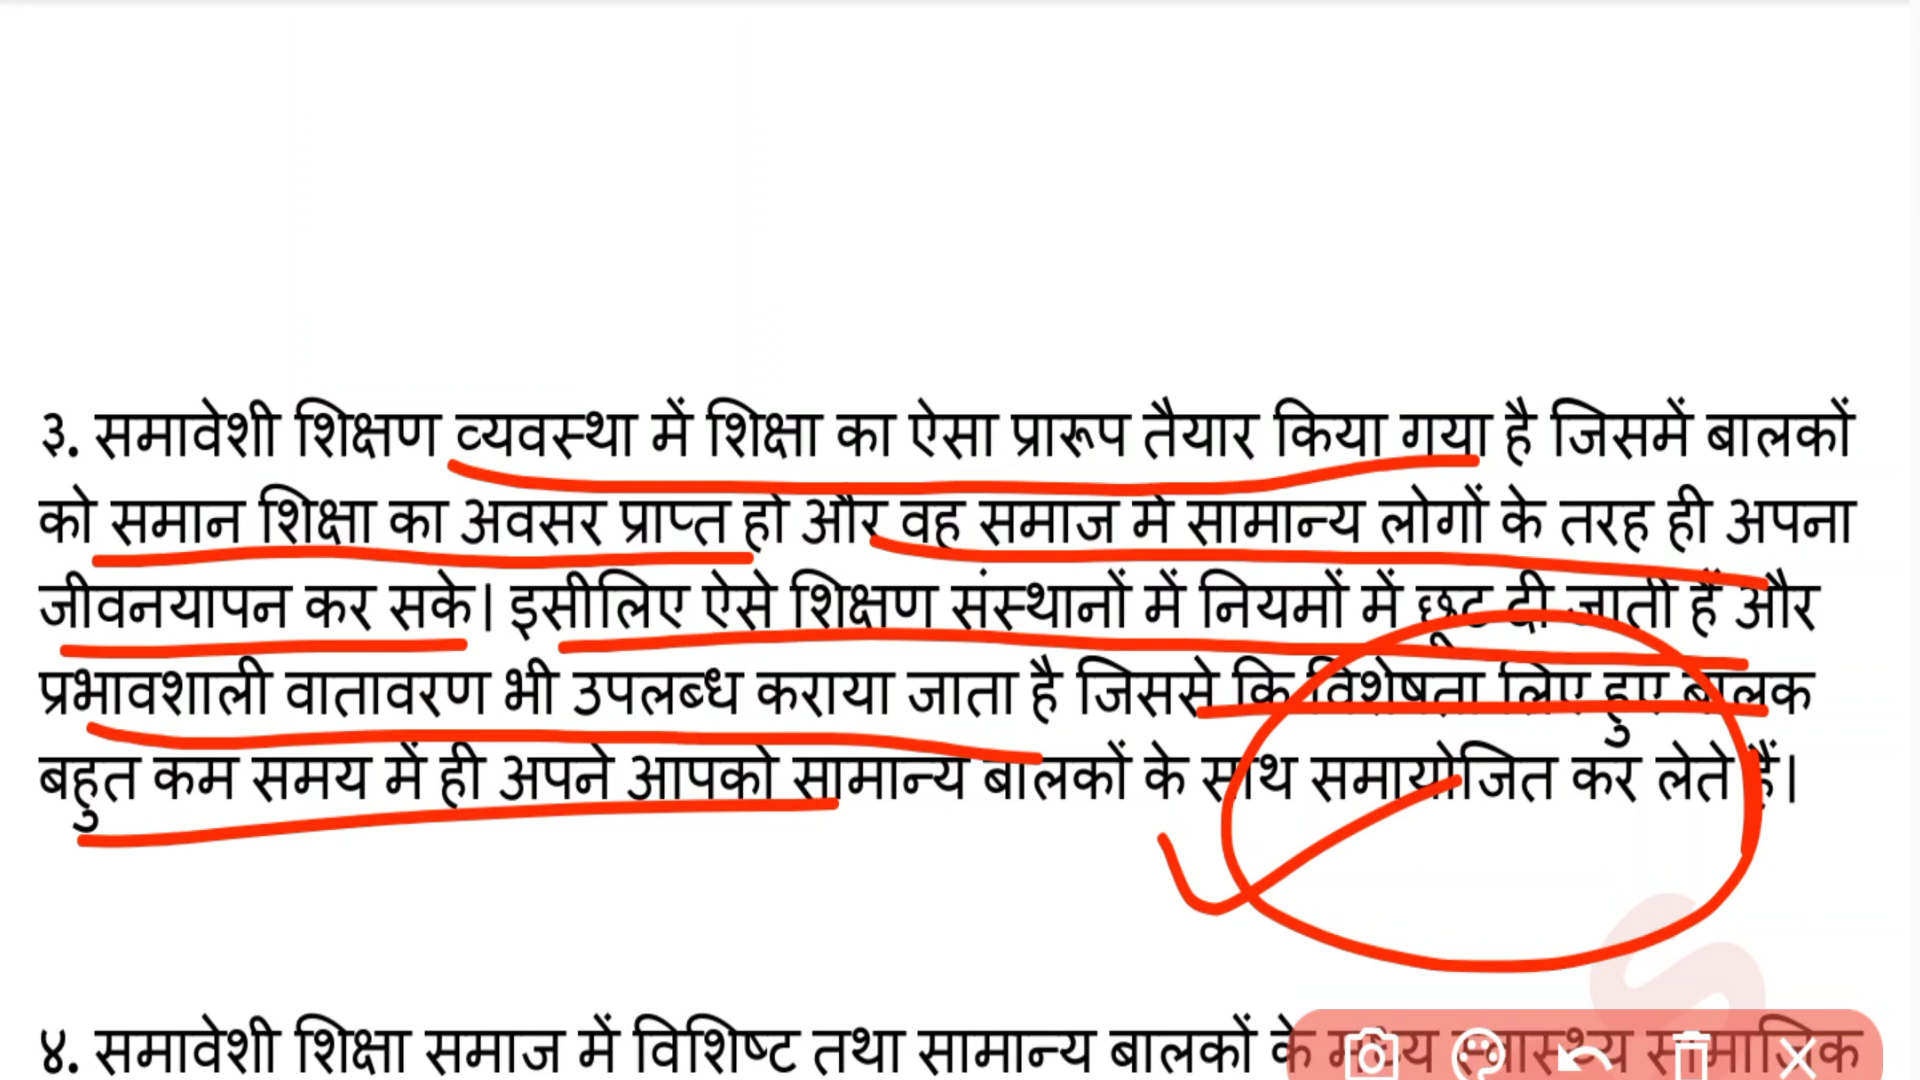 ३. समावेशी शिक्षण व्यवस्था में शिक्षा का ऐसा प्रारूप तैयार किया गया है जिसमें बालकों
को समान शिक्षा का अवसर प्राप्त हो और वह समाज में सामान्य लोगों के तरह ही अपना
जीवनयापन कर सके। इसीलिए ऐसे शिक्षण संस्थानों में नियमों में छूट दी जाती हैं और
प्रभावशाली वातावरण भी उपलब्ध कराया जाता है जिससे कि विशेषता लिए हुए बालक
बहुत कम समय में ही अपने आपको सामान्य बालकों के साथ समायोजित कर लेते हैं।
४. समावेशी शिक्षा समाज में विशिष्ट तथा सामान्य बालकों के मध्य स्वास्थ्य सामाजिक